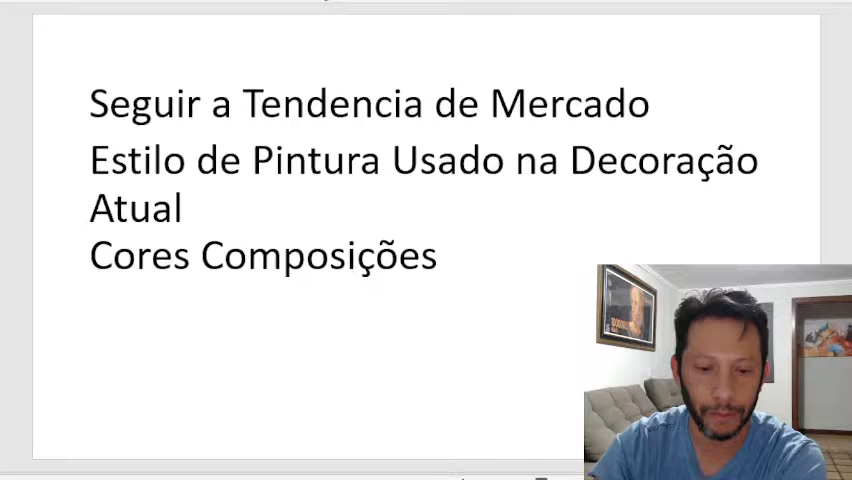 Seguir a Tendencia de Mercado
Estilo de Pintura Usado na Decoração
Atual
Cores Composições